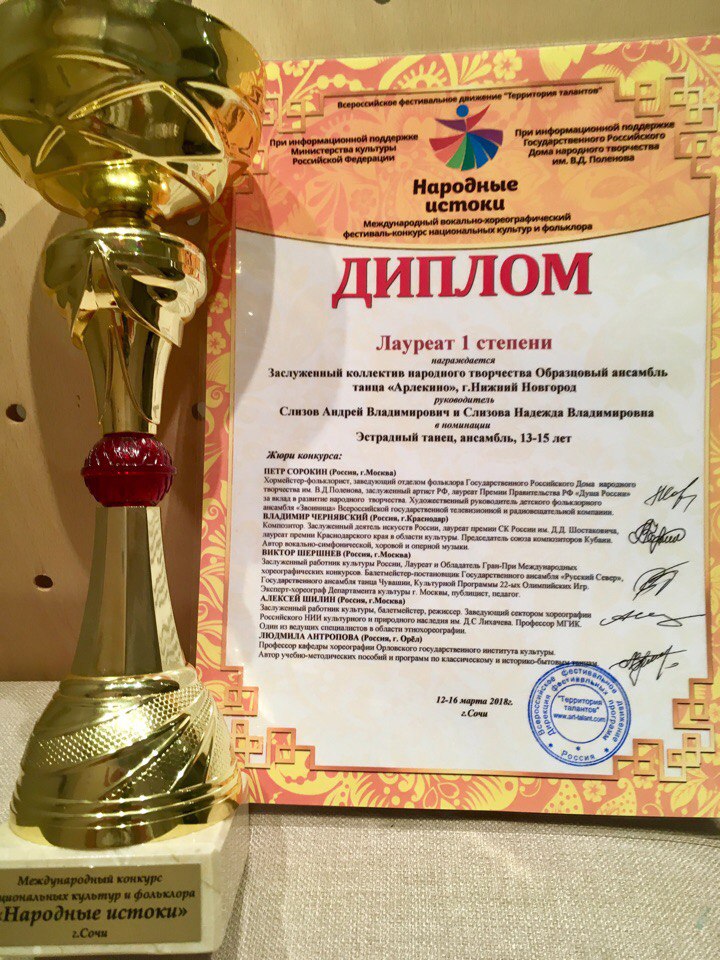 Всероссийское фестивальное движение "Территория талантов"
При информационной поддержке
Министерства культуры
Российской Федерации
При информационной поддержке
Государственного Российского
Дома народного творчества
им. В.Д. Поленова
Народные
истоки
Международный вокально-хореографический
фестиваль-конкурс национальных культур и фольклора
ДИПЛОМ
Лауреат 1 степени
награждается
Заслуженный коллектив народного творчества Образцовый ансамбль
танца «Арлекино», г.Нижний Новгород
руководитель
Слизов Андрей Владимирович и Слизова Надежда Владимировна
в номинации
Эстрадный танец, ансамбль, 13-15 лет
Жюри конкурса:
ПЕТР СОРОКИН (Россия, г.Москва)
Хормейстер-фольклорист, заведующий отделом фольклора Государственного Российского Дома народного
творчества им. В.Д.Поленова, заслуженный артист РФ, лауреат Премии Правительства РФ «Душа России»
за вклад в развитие народного творчества. Художественный руководитель детского фольклорного
ансамбля «Звонница» Всероссийской государственной телевизионной и радиовещательной компании.
ВЛАДИМИР ЧЕРНЯВСКИЙ (Россия, г.Краснодар)
Композитор. Заслуженный деятель искусств России, лауреат премии СК России им. Д.Д. Шостаковича,
лауреат премии Краснодарского края в области культуры. Председатель союза композиторов Кубани.
Автор вокально-симфонической, хоровой и оперной музыки.
ВИКТОР ШЕРШНЕВ (Россия, г.Москва)
Заслуженный работник культуры России, Лауреат и Обладатель Гран-При Международных
хореографических конкурсов. Балетмейстер-постановщик Государственного ансамбля «Русский Север»,
Государственного ансамбля танца Чувашии, Культурной Программы 22-ых Олимпийских Игр.
Эксперт-хореограф Департамента культуры г. Москвы, публицист, педагог.
АЛЕКСЕЙ ШИЛИН (Россия, г.Москва)
Заслуженный работник культуры, балетмейстер, режиссер. Заведующий сектором хореографии
Российского НИИ культурного и природного наследия им. Д.С Лихачева. Профессор МГИК.
Один из ведущих специалистов в области этнохореографии.
ЛЮДМИЛА АНТРОПОВА (Россия, г. Орёл)
Профессор кафедры хореографии Орловского государственного института культуры.
Автор учебно-методических пособий и программ по классическому и историко-бытовым танцам
12-16 марта 2018г.
г.Сочи
Всероссийское фестивальное движение
Дирекция фестивальных программ
"Территория
талантов"
www.art-talant.com
Россия
Международный конкурс
циональных культур и фольклора
«Народные истоки»
г.Сочи